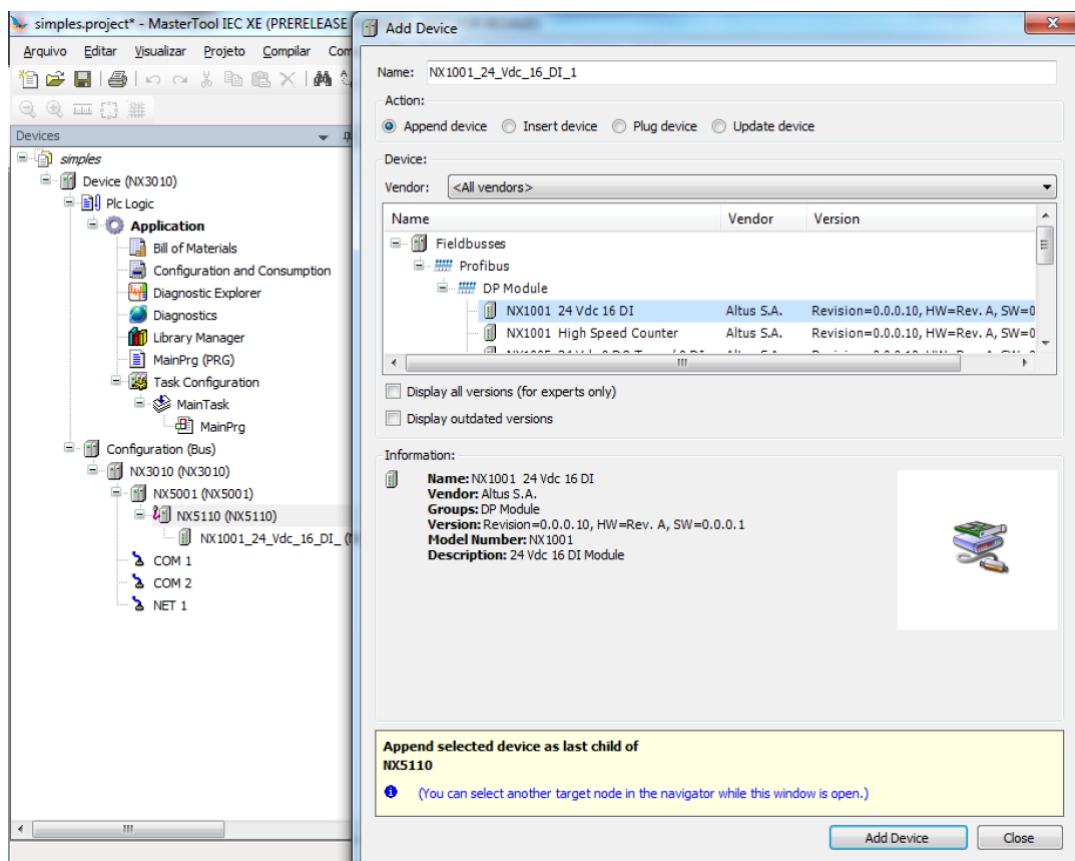 simples.project* - MasterTool IEC XE (PRERELEASE
Arquivo Editar Visualizar Projeto Compilar Com
Devices
simples
Device (NX3010)
Plc Logic
Application
Bill of Materials
Configuration and Consumption
Diagnostic Explorer
Diagnostics
Library Manager
MainPrg (PRG)
Task Configuration
MainTask
MainPrg
Configuration (Bus)
NX3010 (NX3010)
NX5001 (NX5001)
NX5110 (NX5110)
NX1001_24_Vdc_16_DI_ (
COM 1
COM 2
NET 1
Add Device
Name: NX1001_24_Vdc_16_DI_1
Action:
Append device Insert device Plug device Update device
Device:
Vendor: <All vendors>
Name Vendor Version
Fieldbusses
Profibus
DP Module
NX1001 24 Vdc 16 DI Altus S.A. Revision=0.0.0.10, HW=Rev. A, SW=0
NX1001 High Speed Counter Altus S.A. Revision=0.0.0.10, HW=Rev. A, SW=0
Display all versions (for experts only)
Display outdated versions
Information:
Name: NX1001 24 Vdc 16 DI
Vendor: Altus S.A.
Groups: DP Module
Version: Revision=0.0.0.10, HW=Rev. A, SW=0.0.0.1
Model Number: NX1001
Description: 24 Vdc 16 DI Module
Append selected device as last child of
NX5110
(You can select another target node in the navigator while this window is open.)
Add Device Close